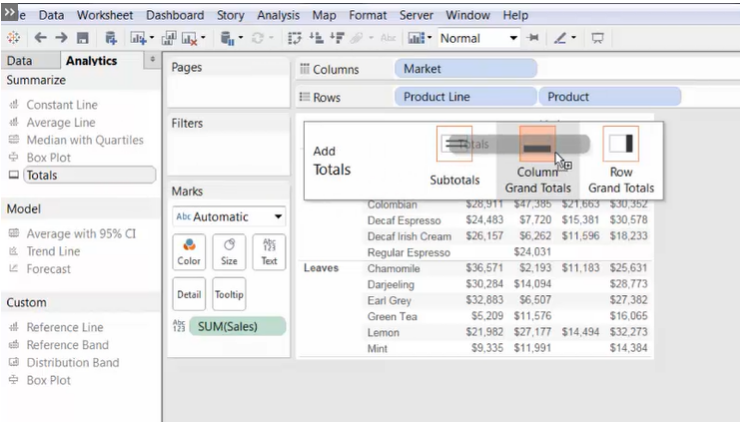 e Data Worksheet Dashboard Story Analysis Map Format Server Window Help
Abc Normal
Data Analytics
Summarize
Constant Line
Average Line
Median with Quartiles
Box Plot
Totals
Model
Average with 95% CI
Trend Line
Forecast
Custom
Reference Line
Reference Band
Distribution Band
Box Plot
Pages
Filters
Marks
Abc Automatic
Abc
123
Color Size Text
Detail Tooltip
Abc
123
SUM(Sales)
Columns Market
Rows Product Line Product
Add
Totals
Totals
Subtotals
Column
Grand Totals
Row
Grand Totals
Colombian $28,911 $47,385 $21,663 $30,352
Decaf Espresso $24,483 $7,720 $15,381 $30,578
Decaf Irish Cream $26,157 $6,262 $11,596 $18,233
Regular Espresso $24,031
Leaves Chamomile $36,571 $2,193 $11,183 $25,631
Darjeeling $30,284 $14,094 $28,773
Earl Grey $32,883 $6,507 $27,382
Green Tea $5,209 $11,576 $16,065
Lemon $21,982 $27,177 $14,494 $32,273
Mint $9,335 $11,991 $14,384